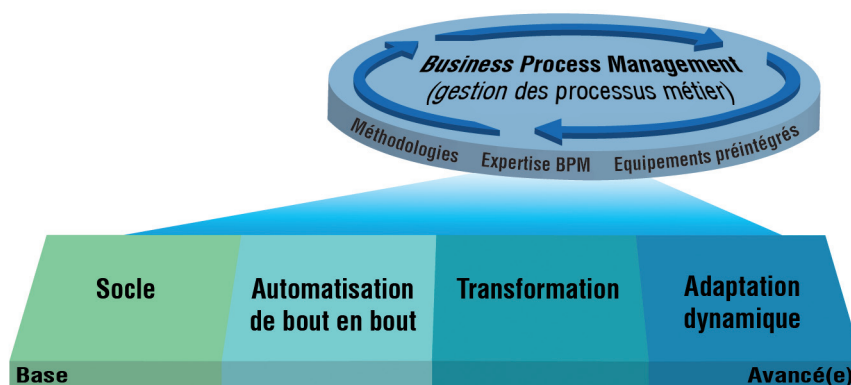 Business Process Management
(gestion des processus métier)
Méthodologies Expertise BPM Equipements préintégrés
Socle
Automatisation
de bout en bout
Transformation
Adaptation
dynamique
Base
Avancé(e)